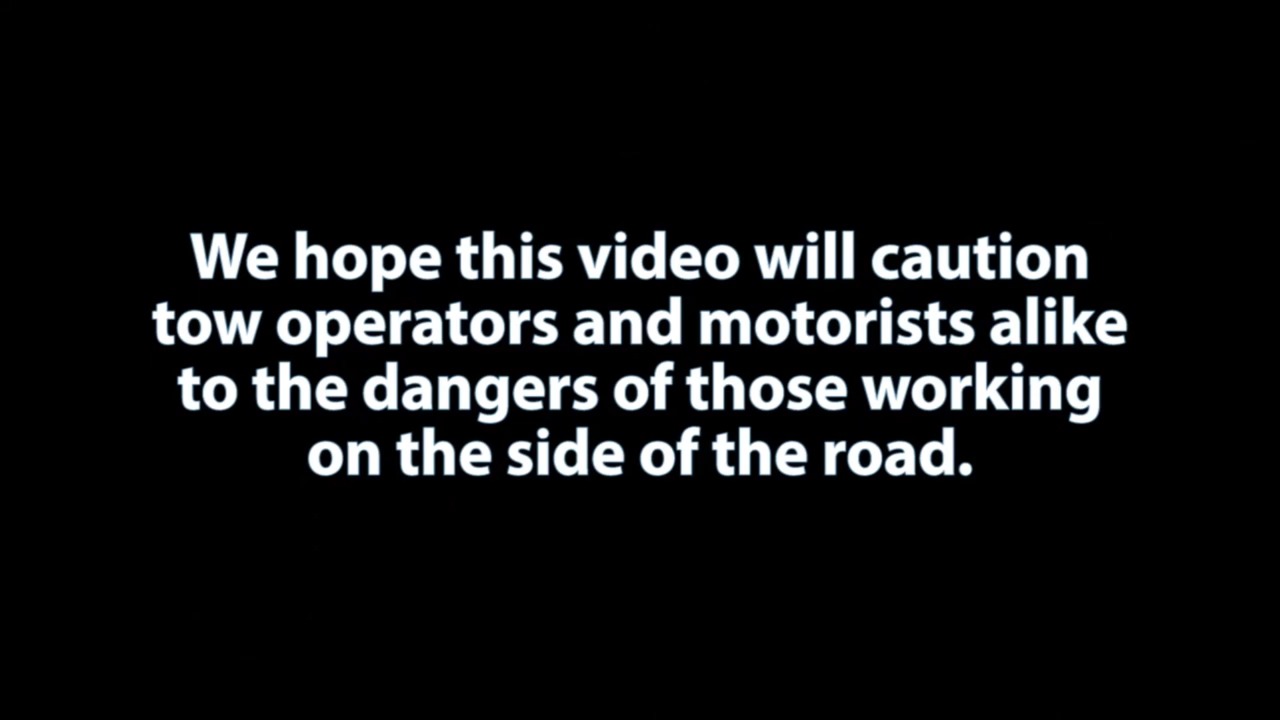 We hope this video will caution
tow operators and motorists alike
to the dangers of those working
on the side of the road.